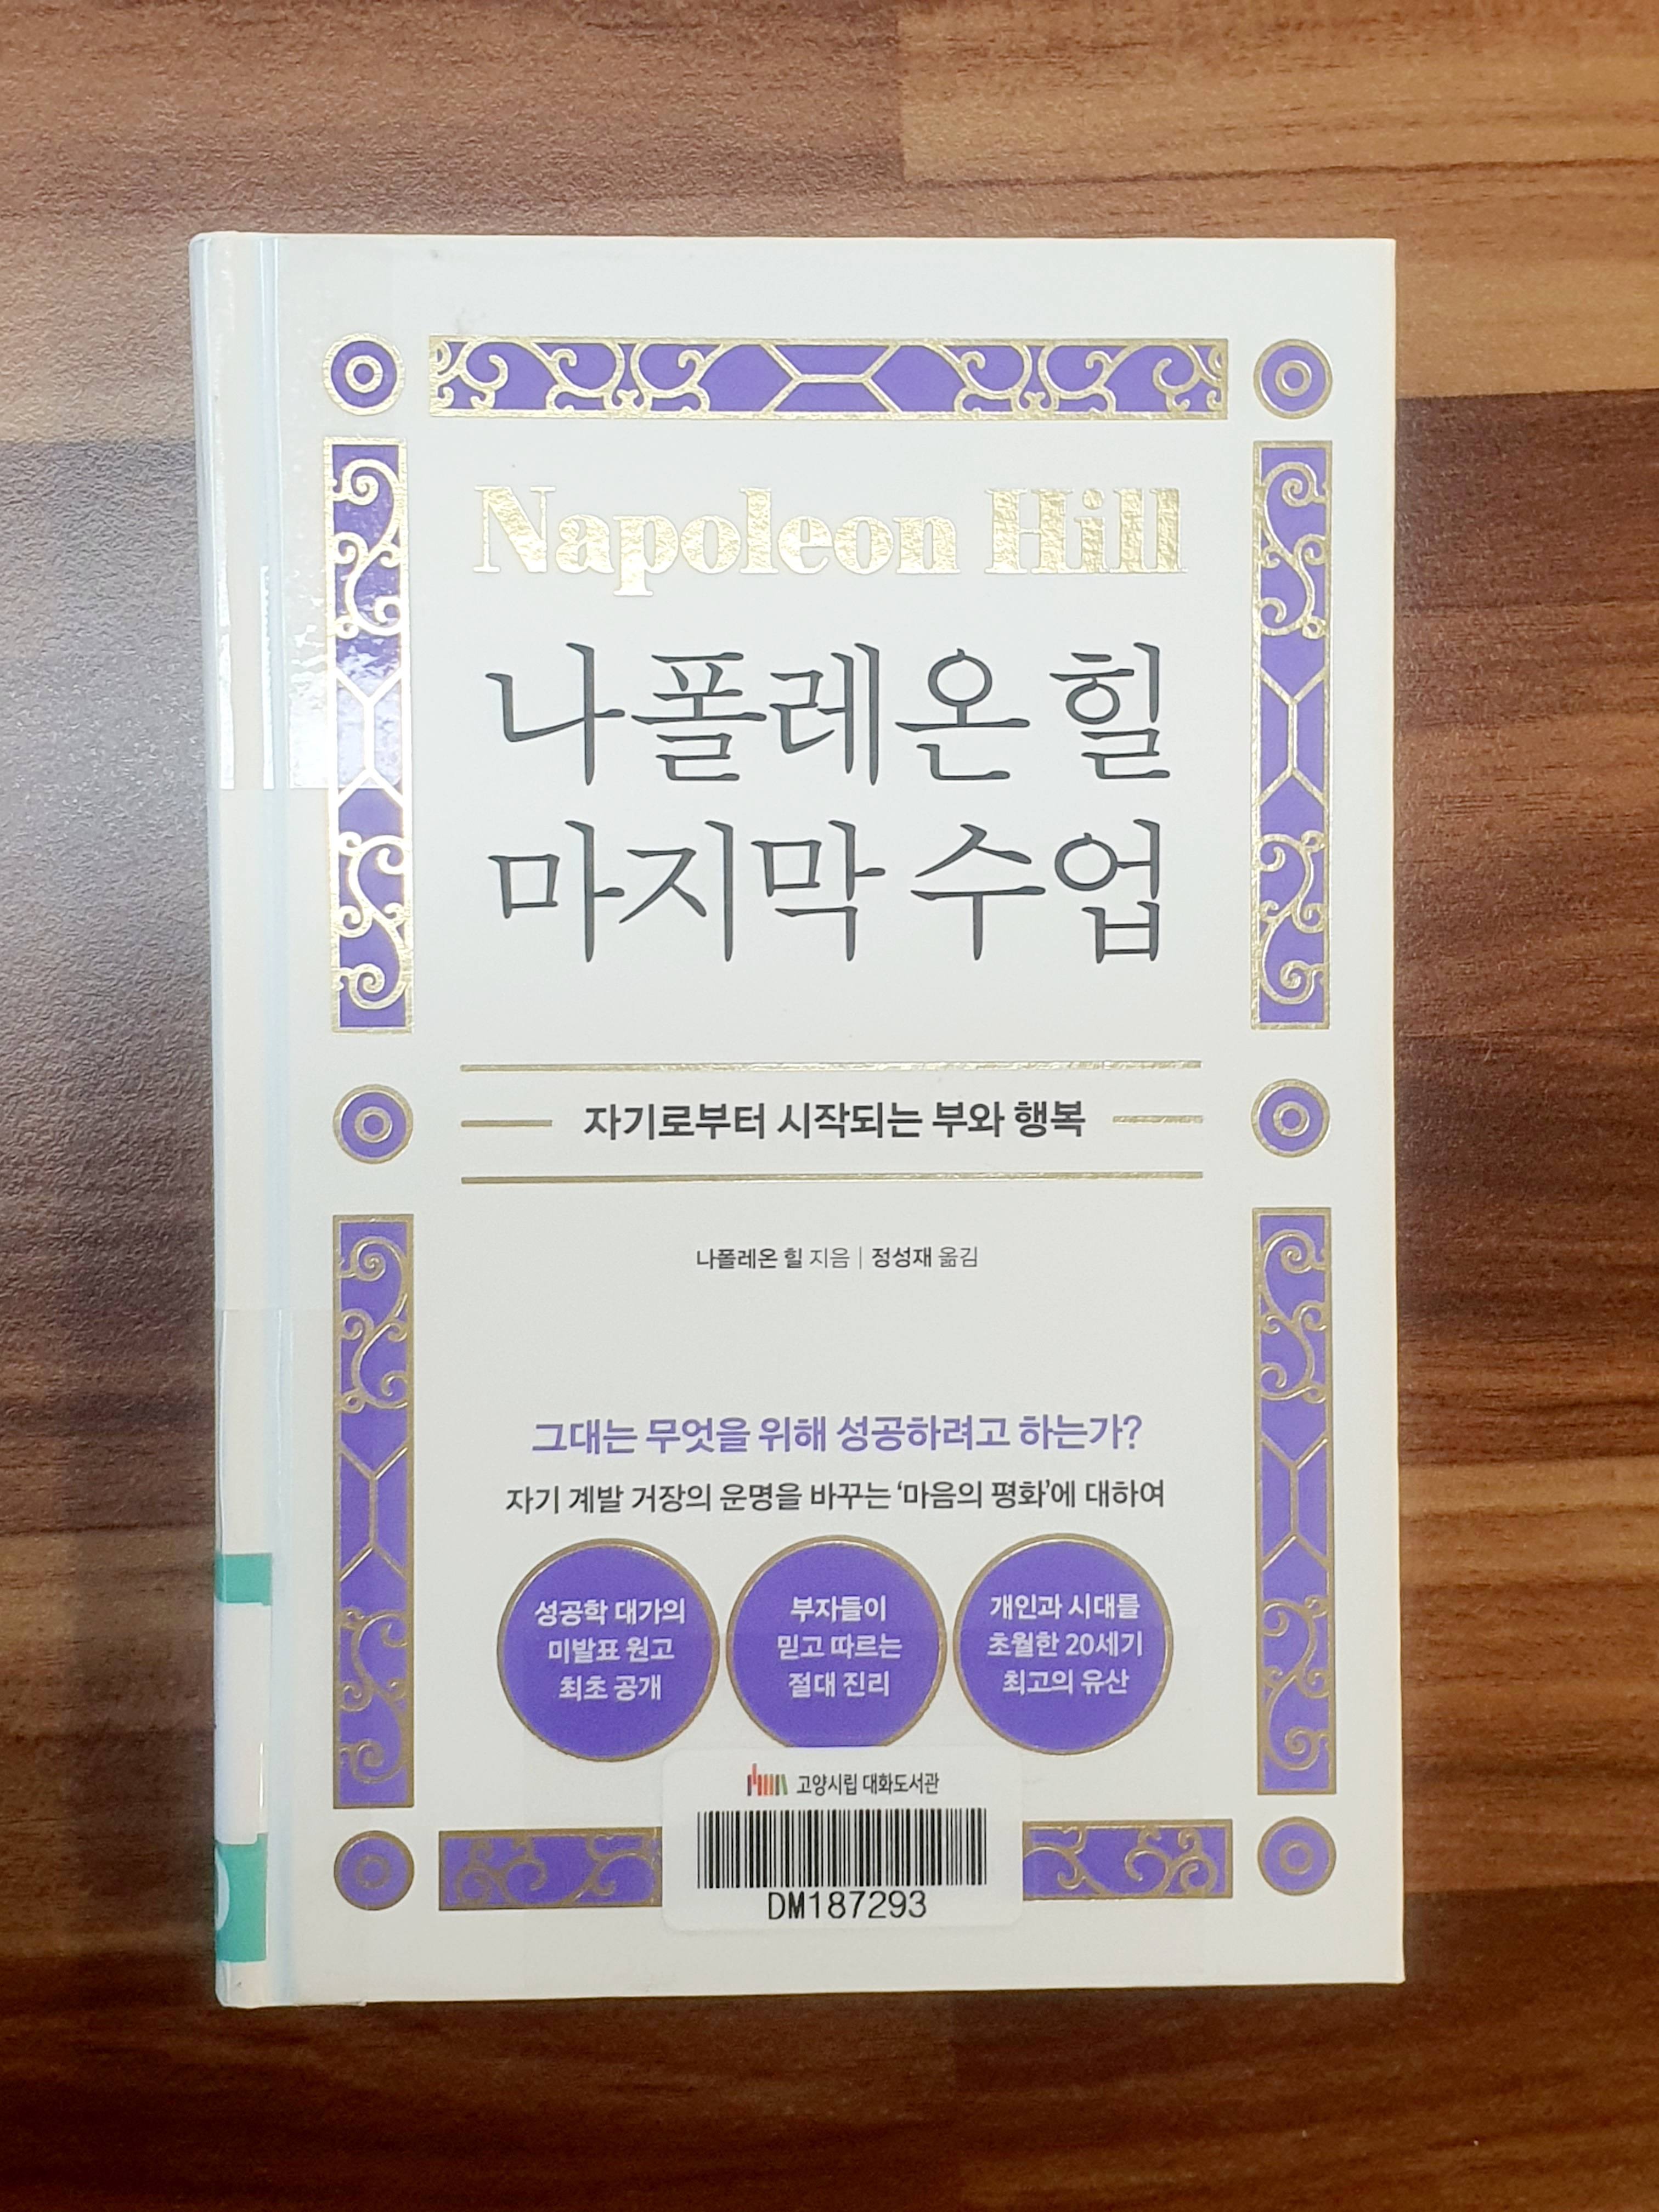 Napoleon Hill
나폴레온 힐
마지막 수업
자기로부터 시작되는 부와 행복
나폴레온 힐 지음 | 정성재 옮김
그대는 무엇을 위해 성공하려고 하는가?
자기 계발 거장의 운명을 바꾸는 ‘마음의 평화’에 대하여
성공학 대가의
미발표 원고
최초 공개
부자들이
믿고 따르는
절대 진리
개인과 시대를
초월한 20세기
최고의 유산
고양시립 대화도서관
DM187293